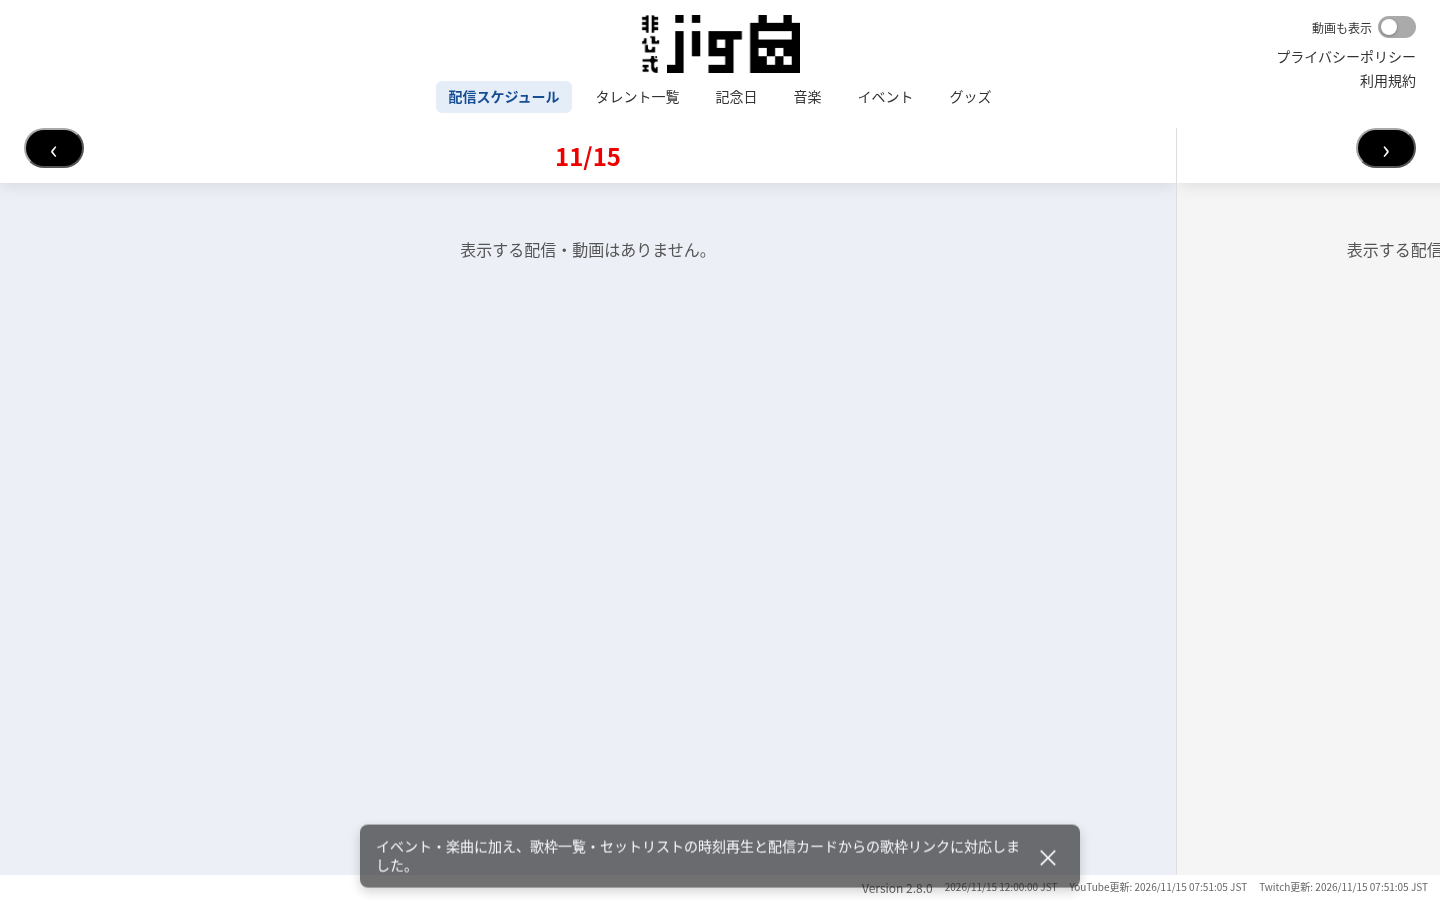 非公式 jig曲
動画も表示
プライバシーポリシー
利用規約
配信スケジュール タレント一覧 記念日 音楽 イベント グッズ
‹ 11/15 ›
表示する配信・動画はありません。 表示する配信
イベント・楽曲に加え、歌枠一覧・セットリストの時刻再生と配信カードからの歌枠リンクに対応しま
した。
Version 2.8.0 2026/11/15 12:00:00 JST YouTube更新: 2026/11/15 07:51:05 JST Twitch更新: 2026/11/15 07:51:05 JST